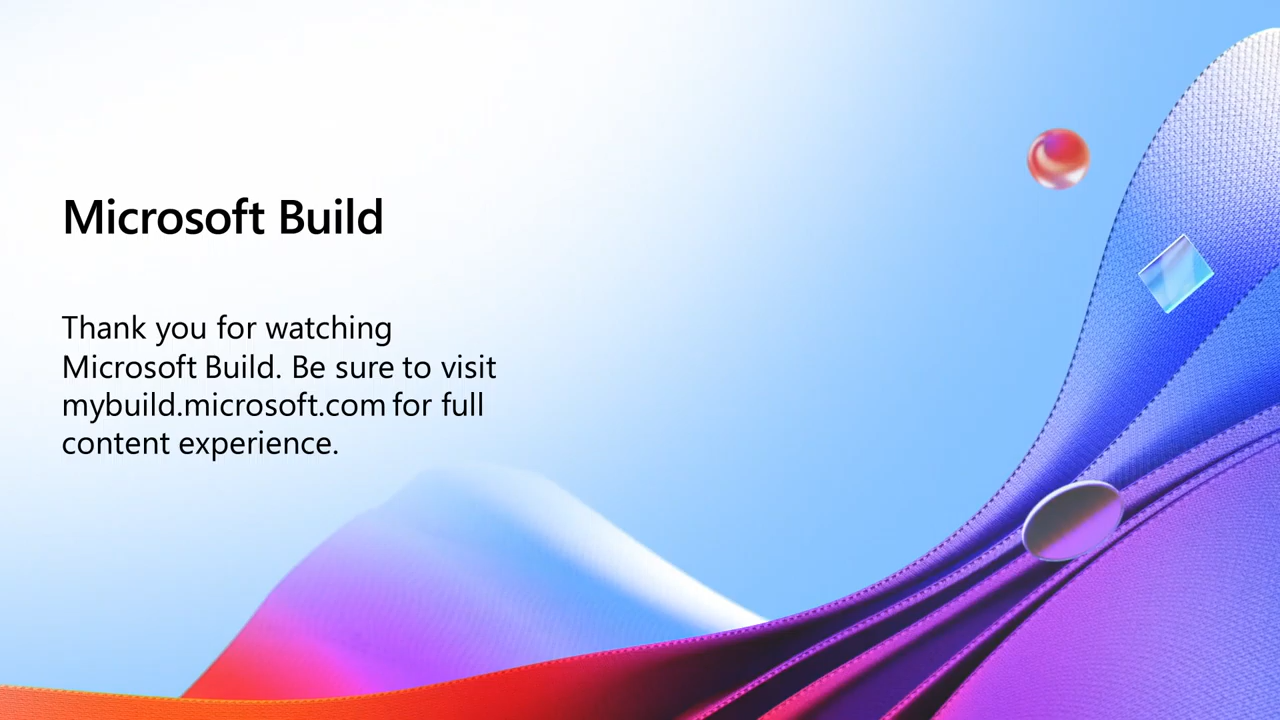 Microsoft Build
Thank you for watching
Microsoft Build. Be sure to visit
mybuild.microsoft.com for full
content experience.